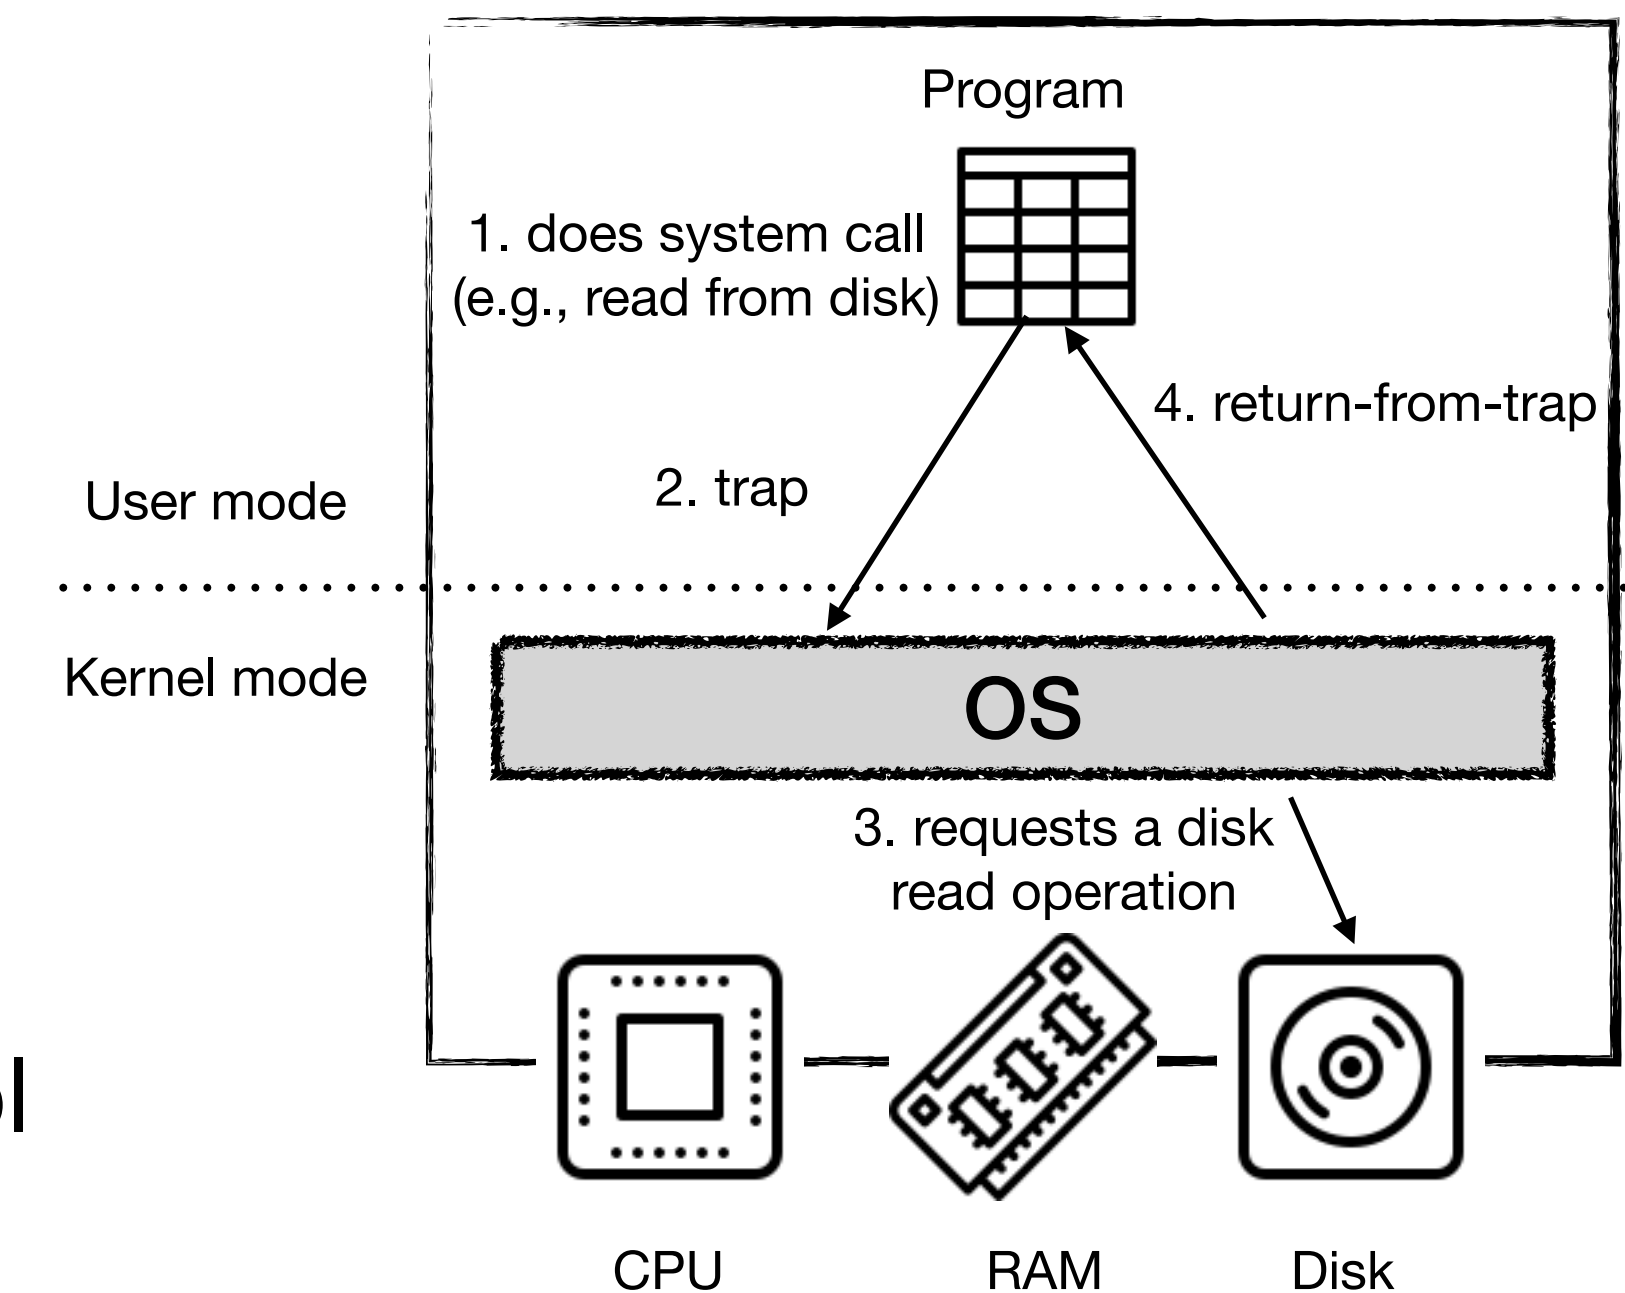 Program
1. does system call
(e.g., read from disk)
4. return-from-trap
2. trap
User mode
Kernel mode
OS
3. requests a disk
read operation
CPU
RAM
Disk